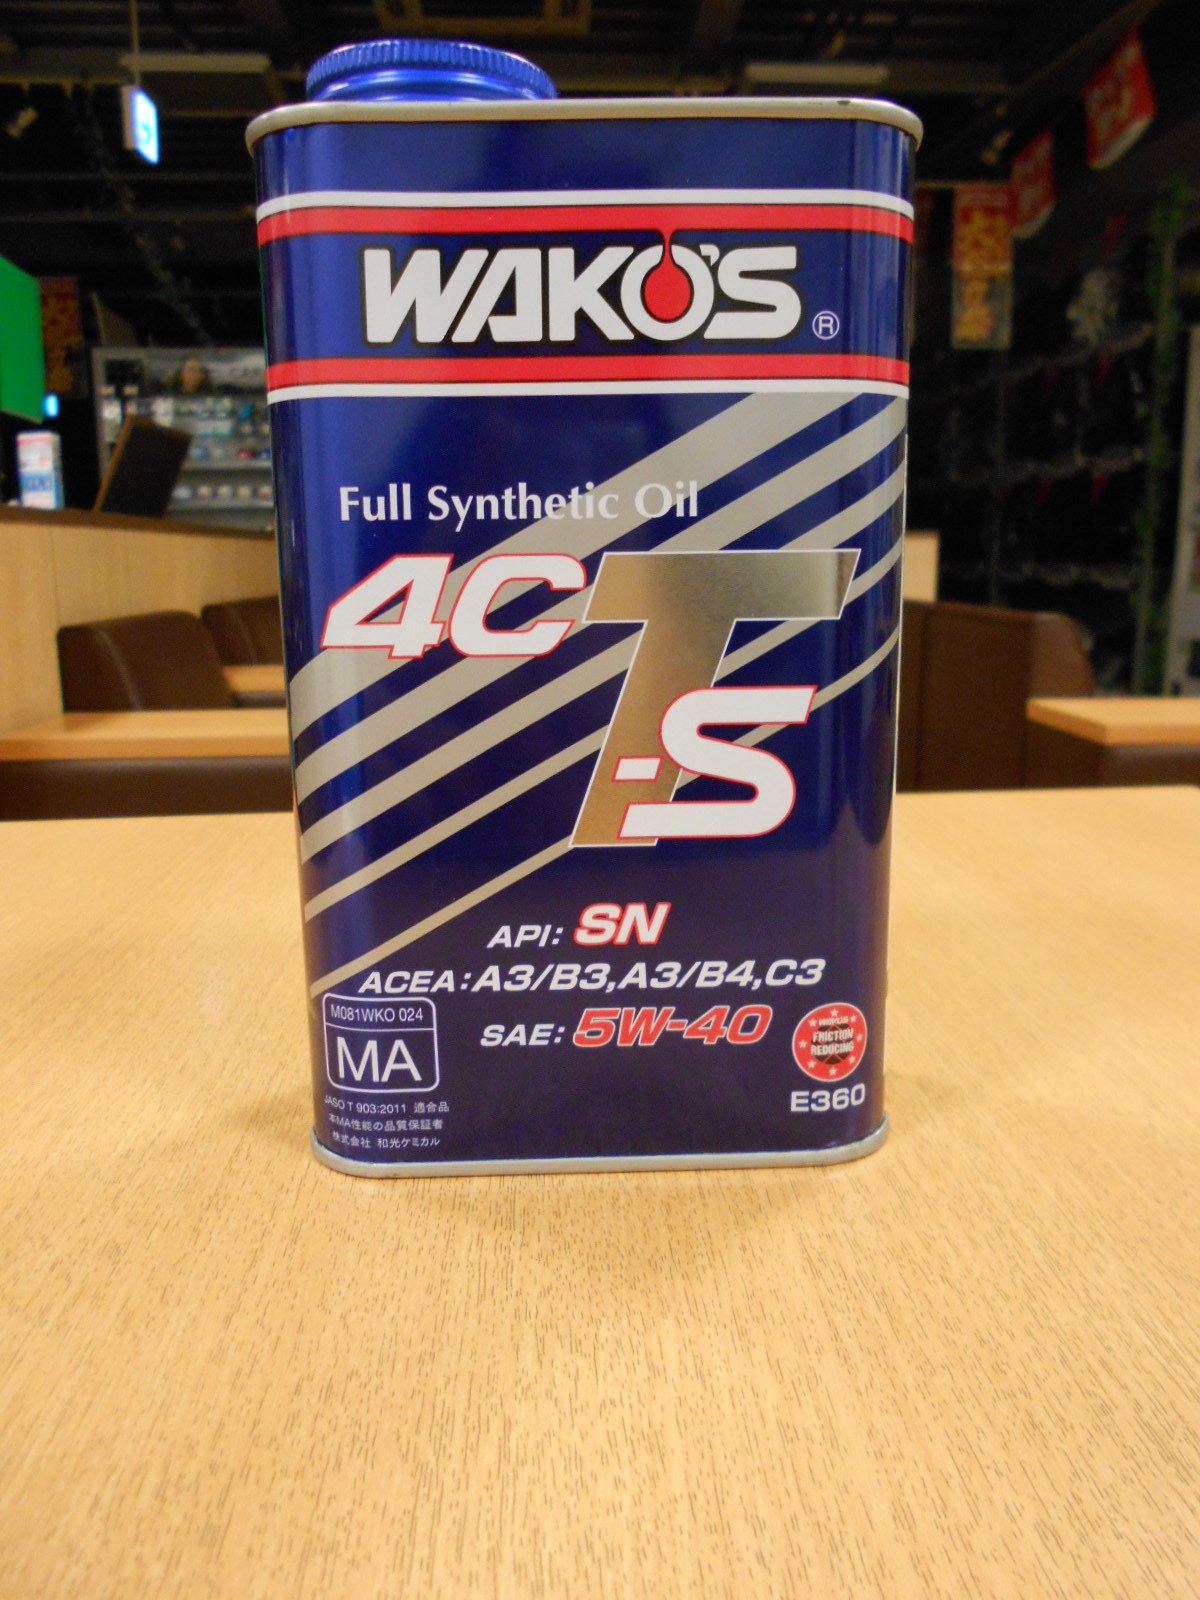 WAKO'S ®
Full Synthetic Oil
4CT-S
API: SN
ACEA: A3/B3,A3/B4,C3
SAE: 5W-40
M081WKO 024
MA
JASO T 903:2011 適合品
本MA性能の品質保証者
株式会社 和光ケミカル
WAKO'S
FRICTION
REDUCING
E360